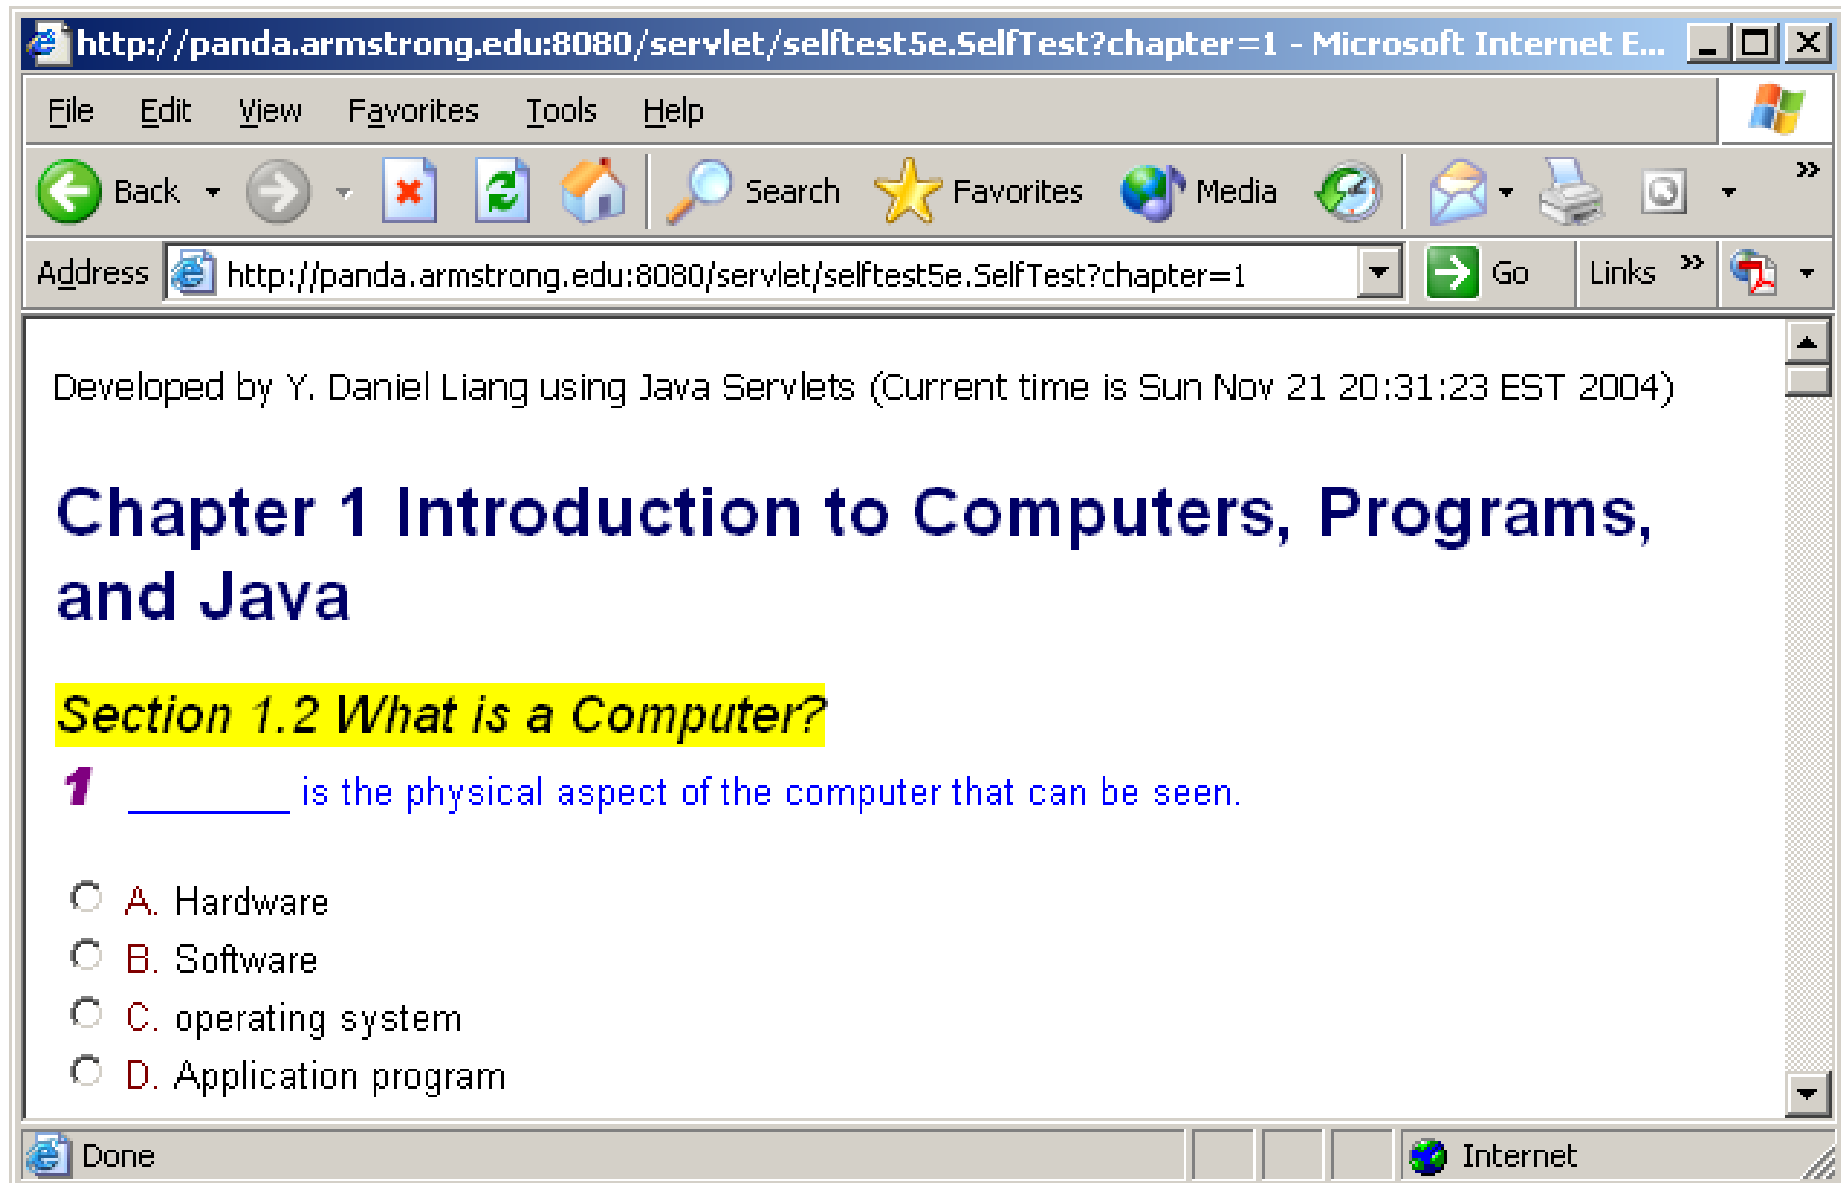 http://panda.armstrong.edu:8080/servlet/selftest5e.SelfTest?chapter=1 - Microsoft Internet E...
File Edit View Favorites Tools Help
Back Search Favorites Media »
Address http://panda.armstrong.edu:8080/servlet/selftest5e.SelfTest?chapter=1 Go Links »
Developed by Y. Daniel Liang using Java Servlets (Current time is Sun Nov 21 20:31:23 EST 2004)
Chapter 1 Introduction to Computers, Programs,
and Java
Section 1.2 What is a Computer?
1 ________ is the physical aspect of the computer that can be seen.
A. Hardware
B. Software
C. operating system
D. Application program
Done Internet